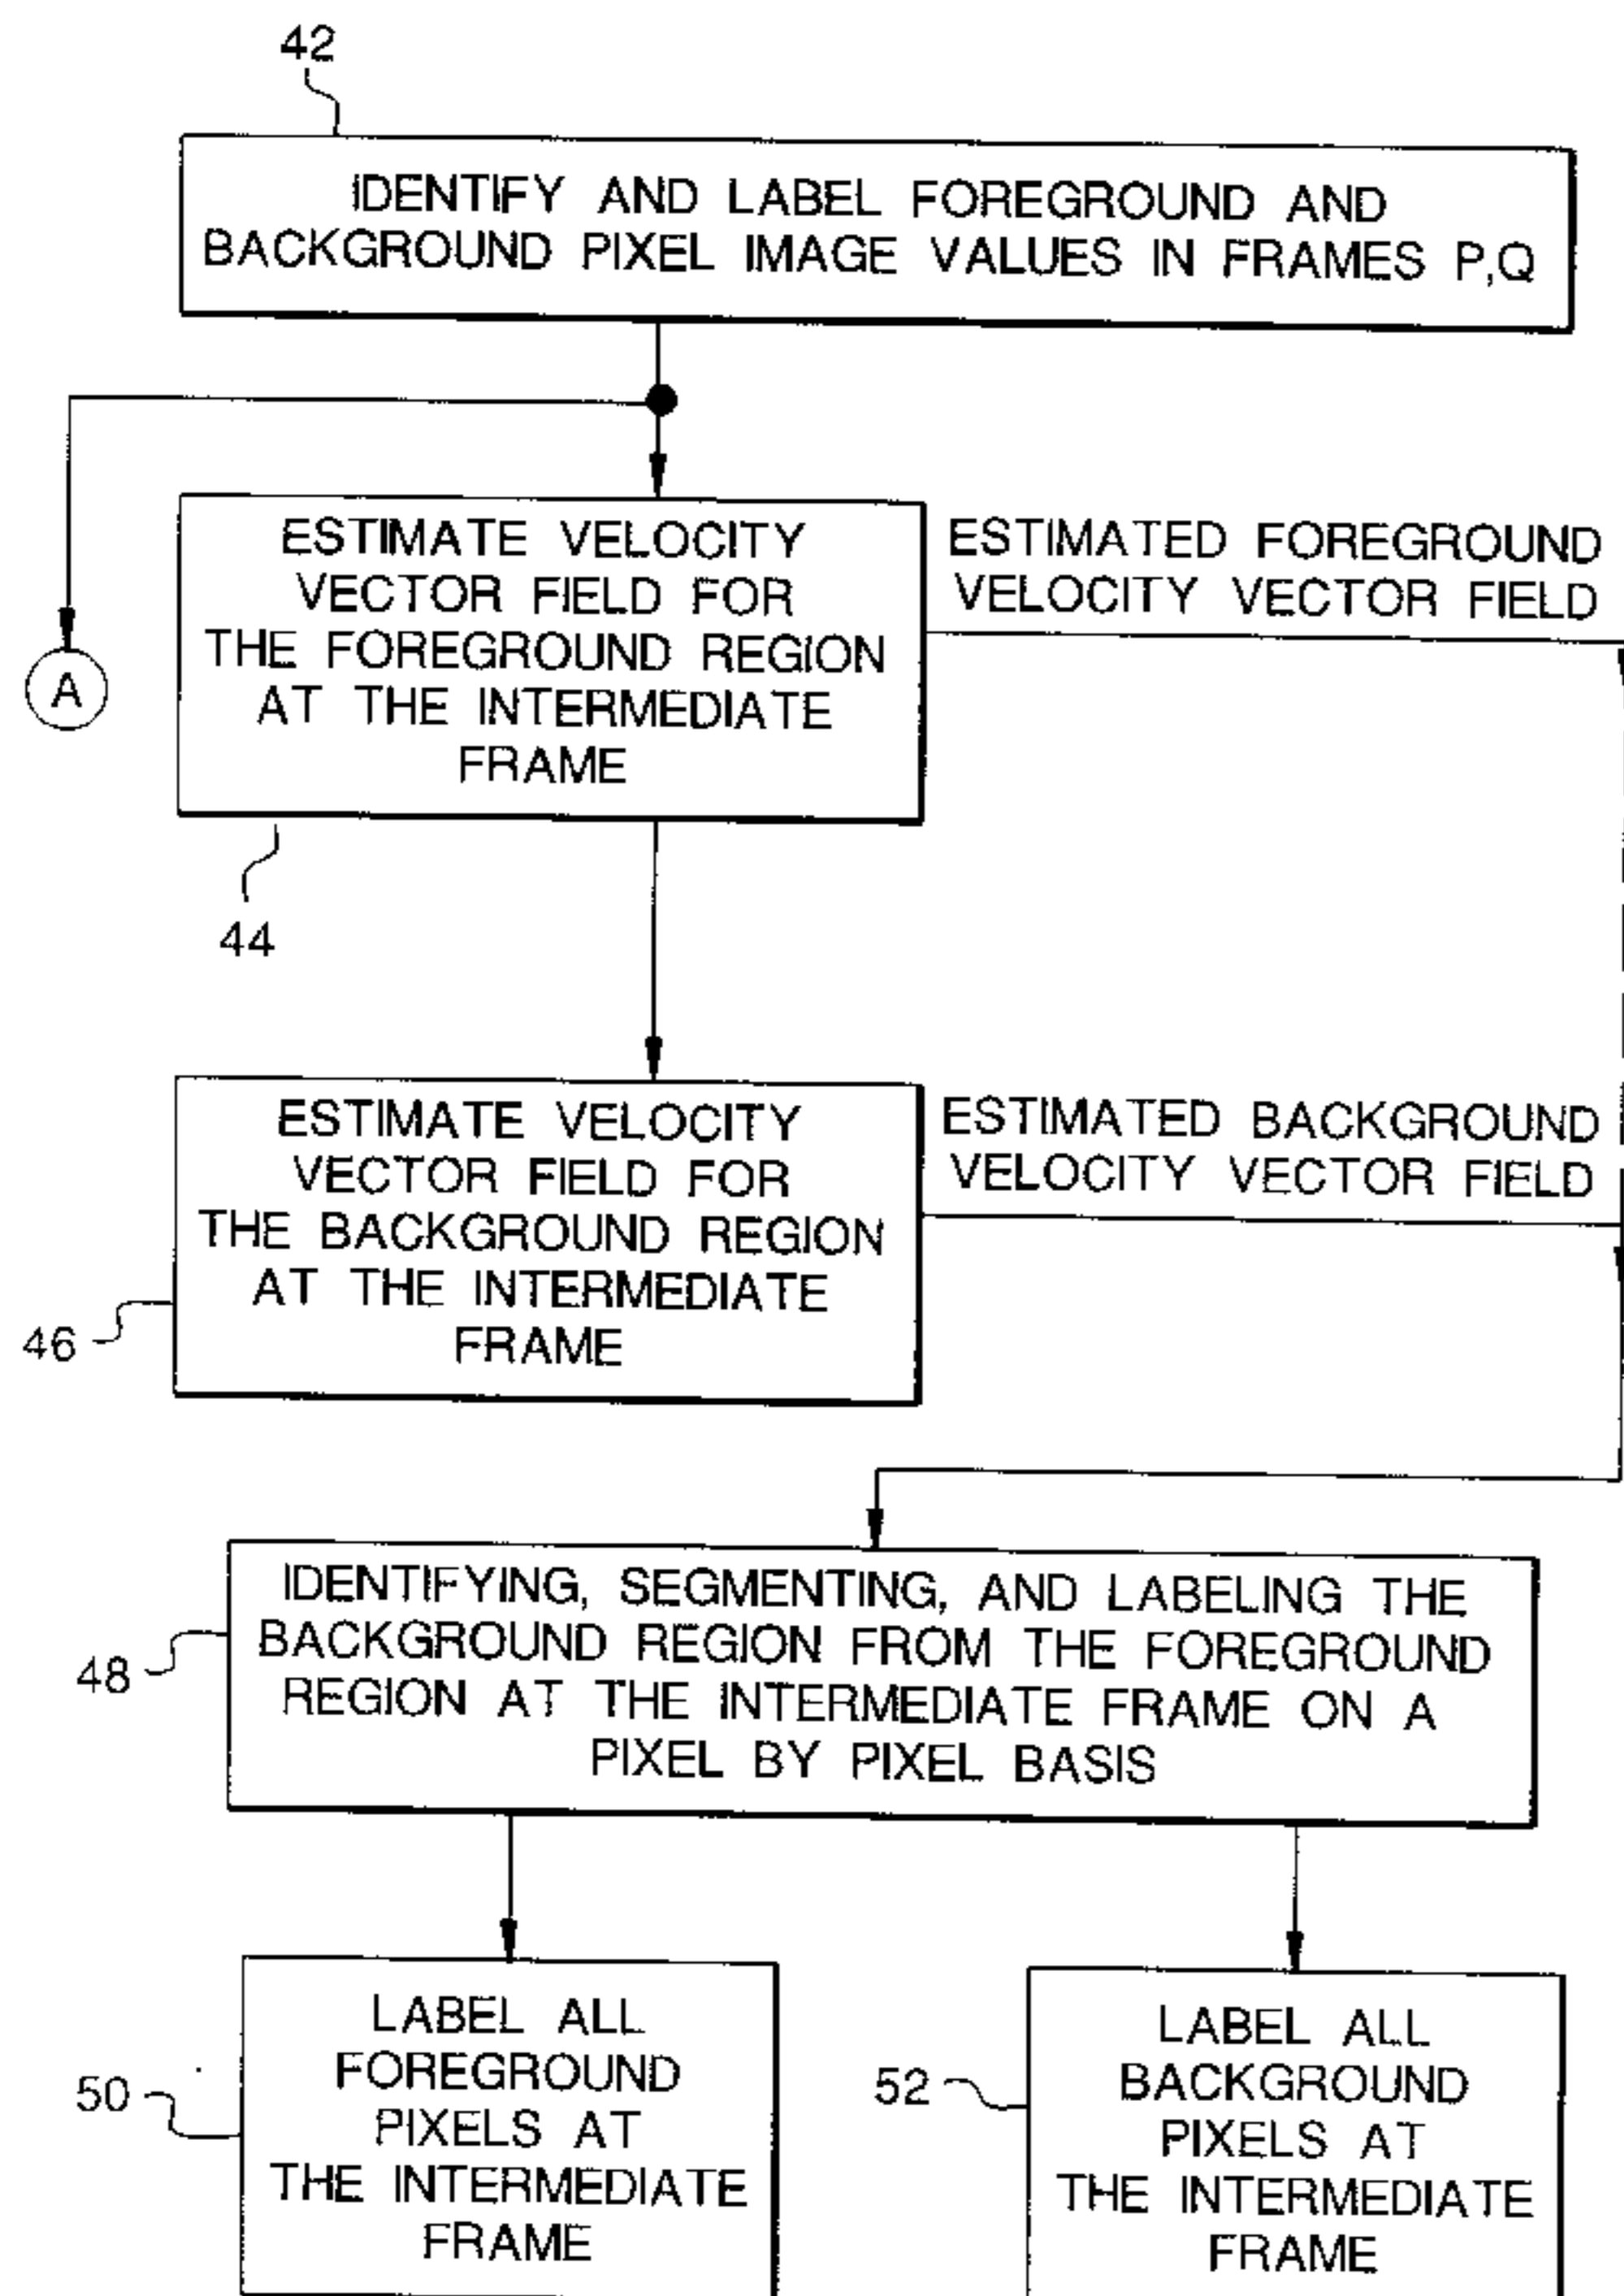 42
IDENTIFY AND LABEL FOREGROUND AND
BACKGROUND PIXEL IMAGE VALUES IN FRAMES P,Q
A
ESTIMATE VELOCITY
VECTOR FIELD FOR
THE FOREGROUND REGION
AT THE INTERMEDIATE
FRAME
ESTIMATED FOREGROUND
VELOCITY VECTOR FIELD
44
ESTIMATE VELOCITY
VECTOR FIELD FOR
THE BACKGROUND REGION
AT THE INTERMEDIATE
FRAME
ESTIMATED BACKGROUND
VELOCITY VECTOR FIELD
46
IDENTIFYING, SEGMENTING, AND LABELING THE
BACKGROUND REGION FROM THE FOREGROUND
REGION AT THE INTERMEDIATE FRAME ON A
PIXEL BY PIXEL BASIS
48
LABEL ALL
FOREGROUND
PIXELS AT
THE INTERMEDIATE
FRAME
50
LABEL ALL
BACKGROUND
PIXELS AT
THE INTERMEDIATE
FRAME
52